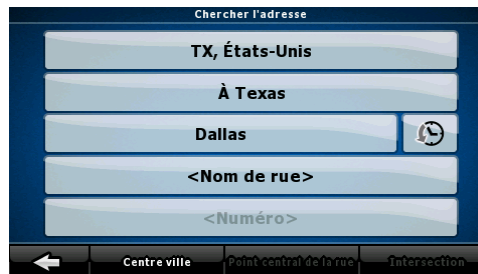 Chercher l'adresse
TX, États-Unis
À Texas
Dallas
<Nom de rue>
<Numéro>
Centre ville Point central de la rue Intersection